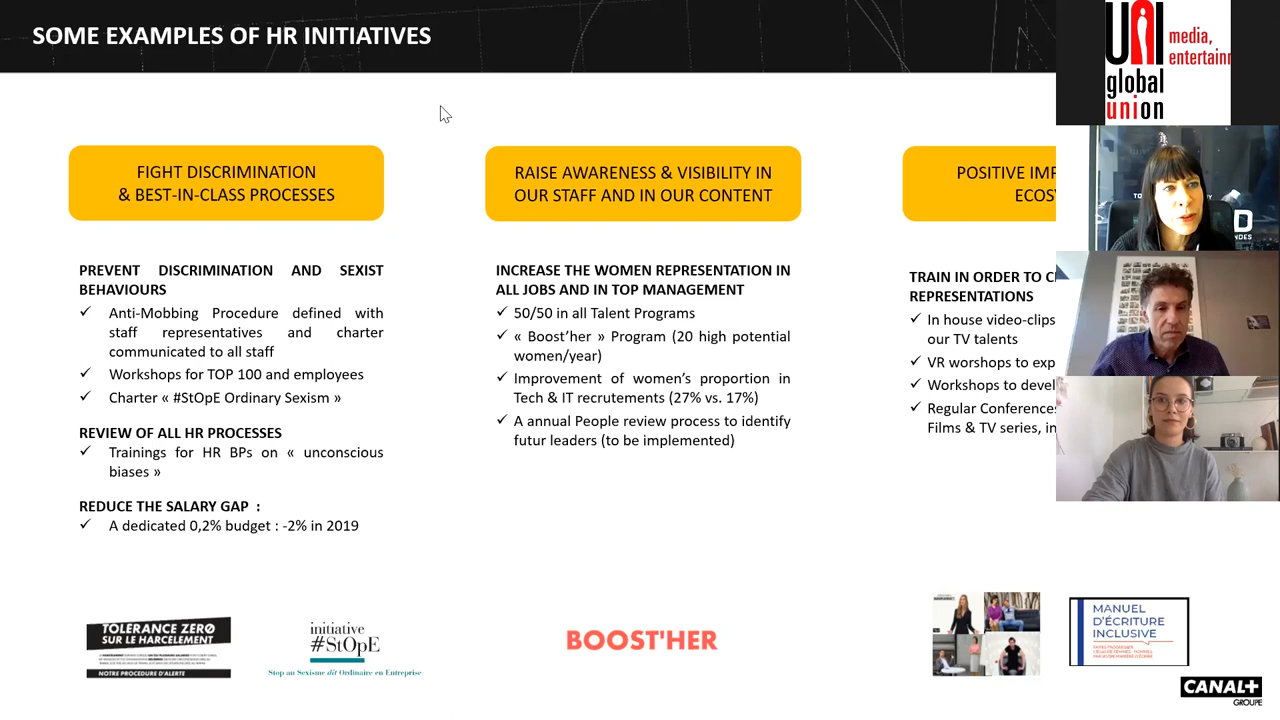 SOME EXAMPLES OF HR INITIATIVES
UNI
global
union
media,
entertainm
FIGHT DISCRIMINATION
& BEST-IN-CLASS PROCESSES
PREVENT DISCRIMINATION AND SEXIST
BEHAVIOURS
✓ Anti-Mobbing Procedure defined with
staff representatives and charter
communicated to all staff
✓ Workshops for TOP 100 and employees
✓ Charter « #StOpE Ordinary Sexism »
REVIEW OF ALL HR PROCESSES
✓ Trainings for HR BPs on « unconscious
biases »
REDUCE THE SALARY GAP :
✓ A dedicated 0,2% budget : -2% in 2019
RAISE AWARENESS & VISIBILITY IN
OUR STAFF AND IN OUR CONTENT
INCREASE THE WOMEN REPRESENTATION IN
ALL JOBS AND IN TOP MANAGEMENT
✓ 50/50 in all Talent Programs
✓ « Boost'her » Program (20 high potential
women/year)
✓ Improvement of women's proportion in
Tech & IT recrutements (27% vs. 17%)
✓ A annual People review process to identify
futur leaders (to be implemented)
POSITIVE IMP
ECOSY
TRAIN IN ORDER TO C
REPRESENTATIONS
✓ In house video-clips
our TV talents
✓ VR worshops to exp
✓ Workshops to devel
✓ Regular Conferences
Films & TV series, in
TOLERANCE ZERO
SUR LE HARCÈLEMENT
NOTRE PROCEDURE D'ALERTE
initiative
#StOpE
Stop au Sexisme dit Ordinaire en Entreprise
BOOST'HER
MANUEL
D'ÉCRITURE
INCLUSIVE
CANAL+
GROUPE